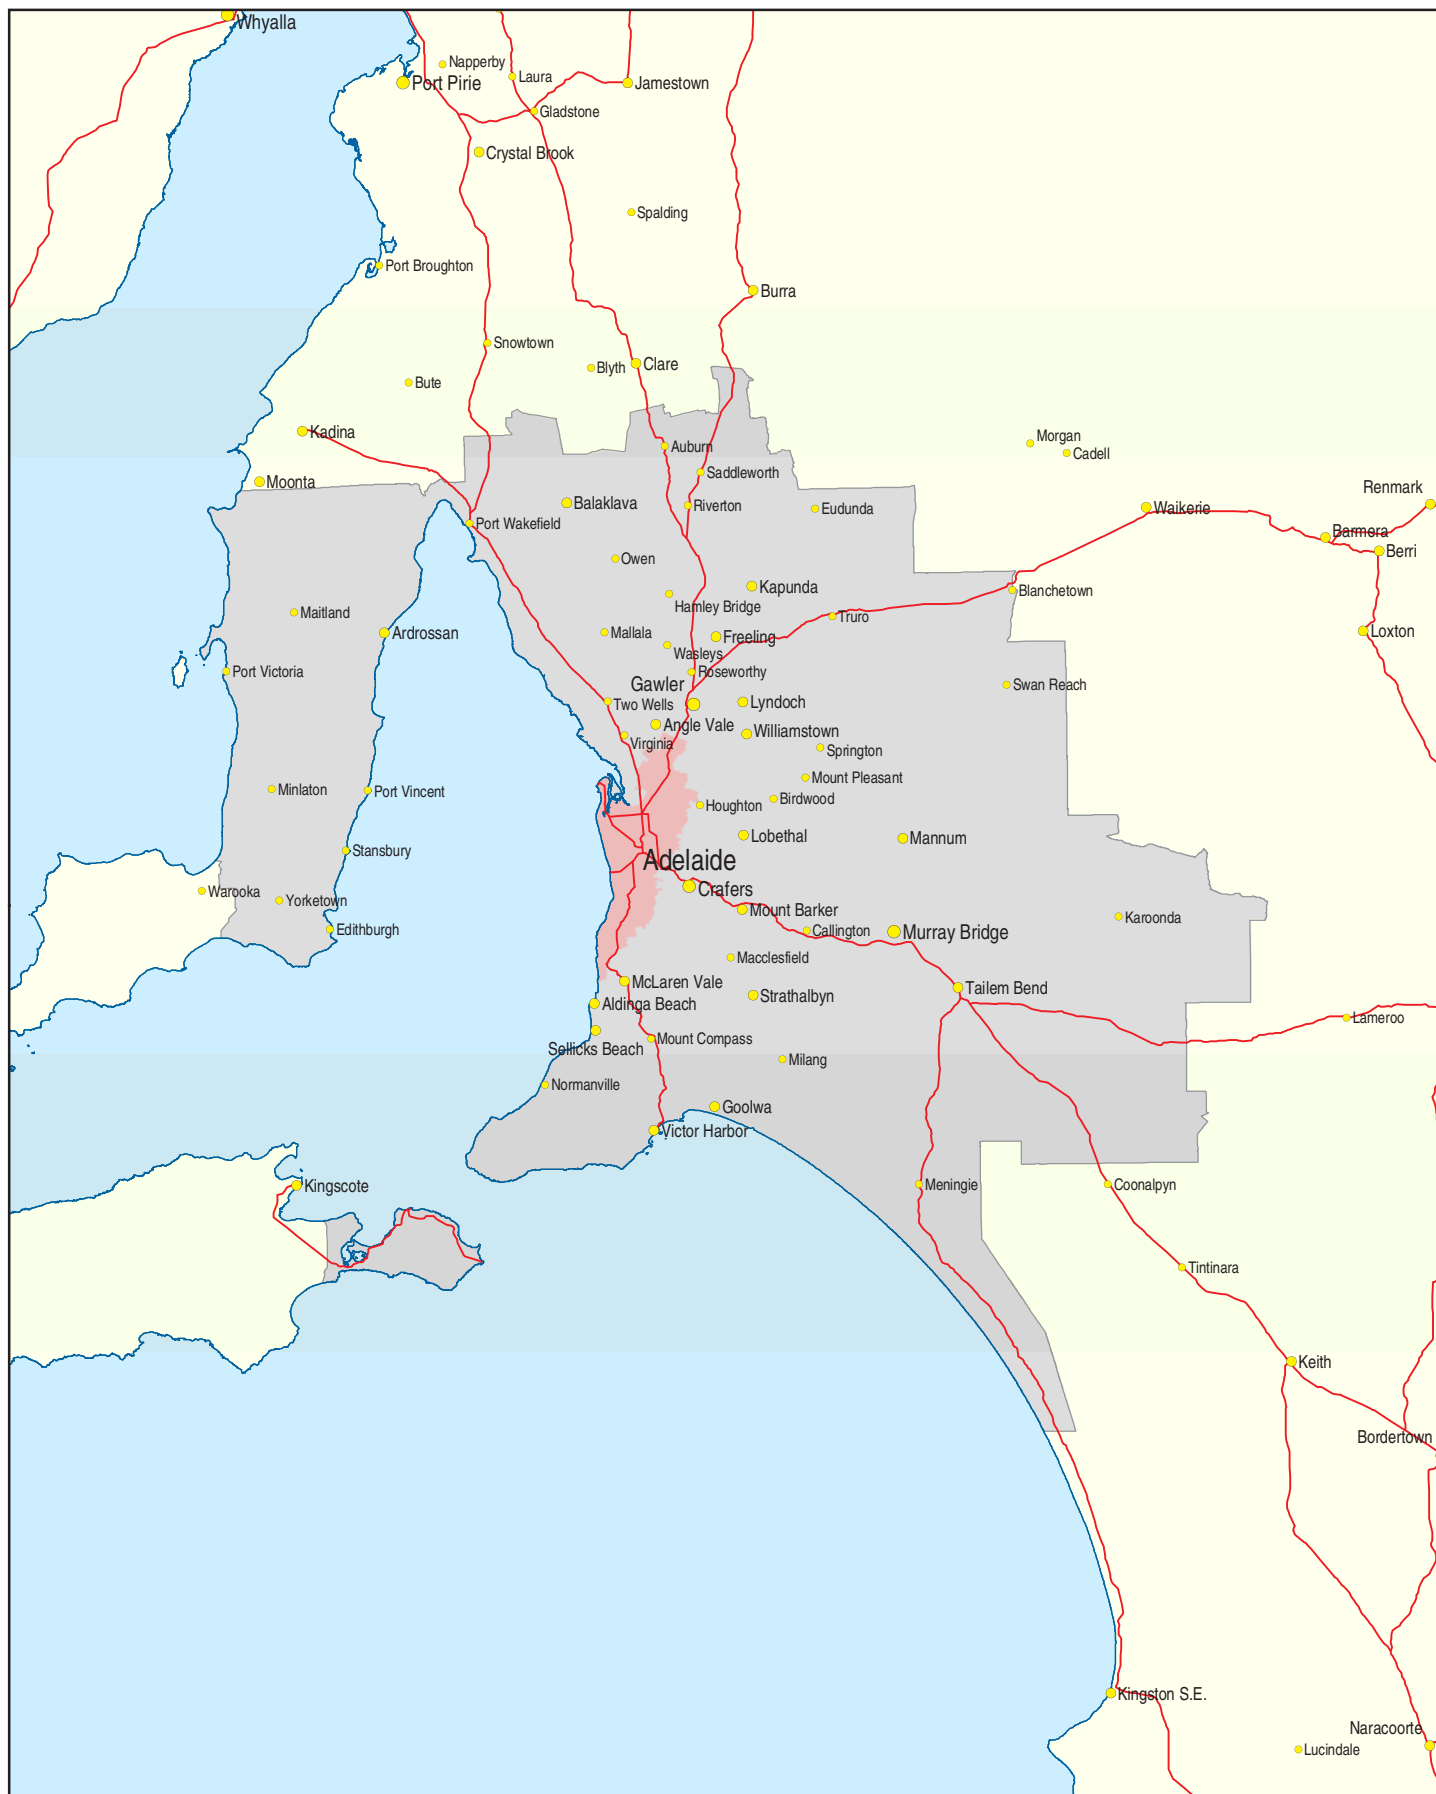 Whyalla
Napperby
Port Pirie
Laura
Jamestown
Gladstone
Crystal Brook
Spalding
Port Broughton
Burra
Snowtown
Blyth
Clare
Bute
Kadina
Auburn
Morgan
Cadell
Saddleworth
Moonta
Renmark
Balaklava
Riverton
Eudunda
Waikerie
Port Wakefield
Barmera
Berri
Owen
Kapunda
Blanchetown
Hamley Bridge
Maitland
Truro
Ardrossan
Mallala
Freeling
Loxton
Wasleys
Port Victoria
Roseworthy
Gawler
Swan Reach
Two Wells
Lyndoch
Angle Vale
Williamstown
Virginia
Springton
Mount Pleasant
Minlaton
Port Vincent
Birdwood
Houghton
Lobethal
Mannum
Stansbury
Adelaide
Crafers
Warooka
Yorketown
Mount Barker
Karoonda
Edithburgh
Callington
Murray Bridge
Macclesfield
McLaren Vale
Tailem Bend
Strathalbyn
Aldinga Beach
Lameroo
Mount Compass
Sellicks Beach
Milang
Normanville
Goolwa
Victor Harbor
Kingscote
Meningie
Coonalpyn
Tintinara
Keith
Bordertown
Kingston S.E.
Naracoorte
Lucindale